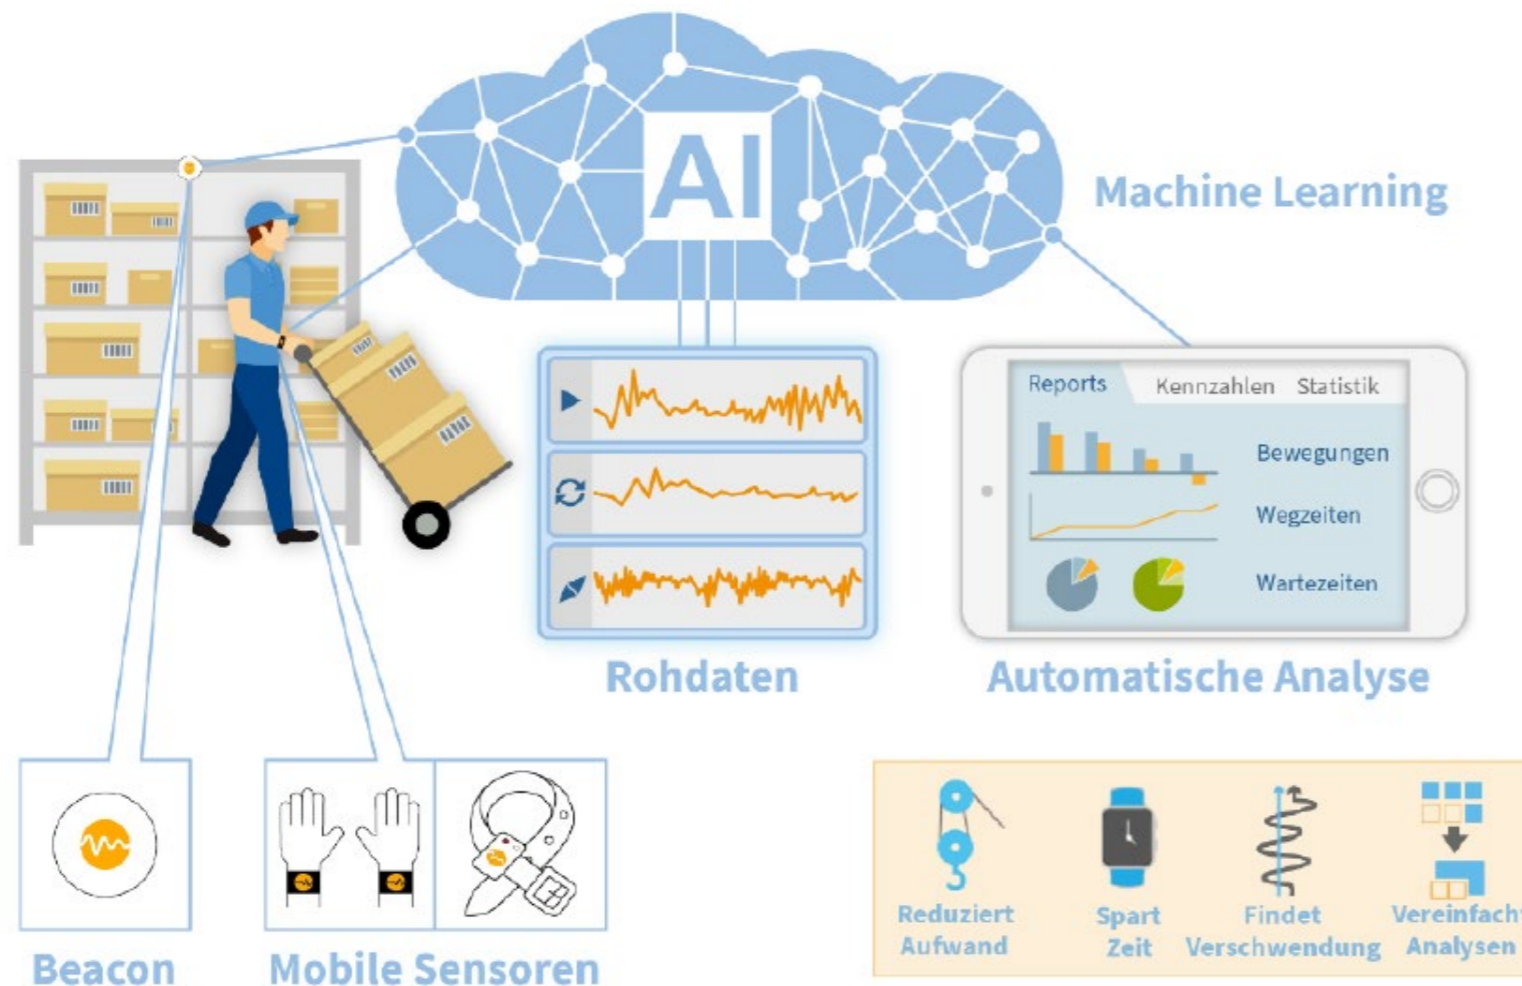 AI
Machine Learning
Reports Kennzahlen Statistik
Bewegungen
Wegzeiten
Wartezeiten
Rohdaten
Automatische Analyse
Reduziert
Aufwand
Spart
Zeit
Findet
Verschwendung
Vereinfacht
Analysen
Beacon
Mobile Sensoren